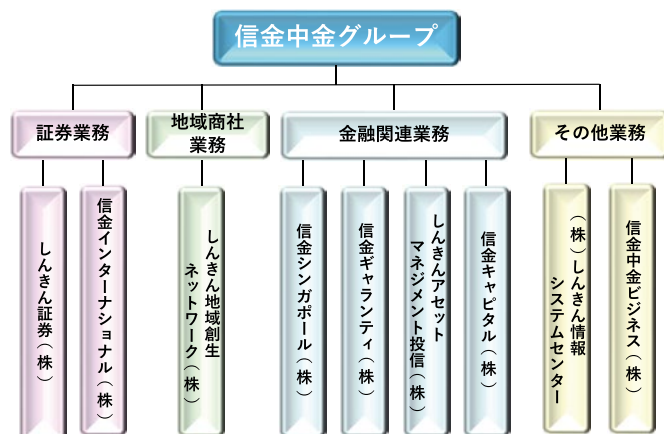 信金中金グループ
証券業務
地域商社
業務
金融関連業務
その他業務
しんきん証券（株）
信金インターナショナル（株）
しんきん地域創生
ネットワーク（株）
信金シンガポール（株）
信金ギャランティ（株）
しんきんアセット
マネジメント投信（株）
信金キャピタル（株）
（株）しんきん情報
システムセンター
信金中金ビジネス（株）